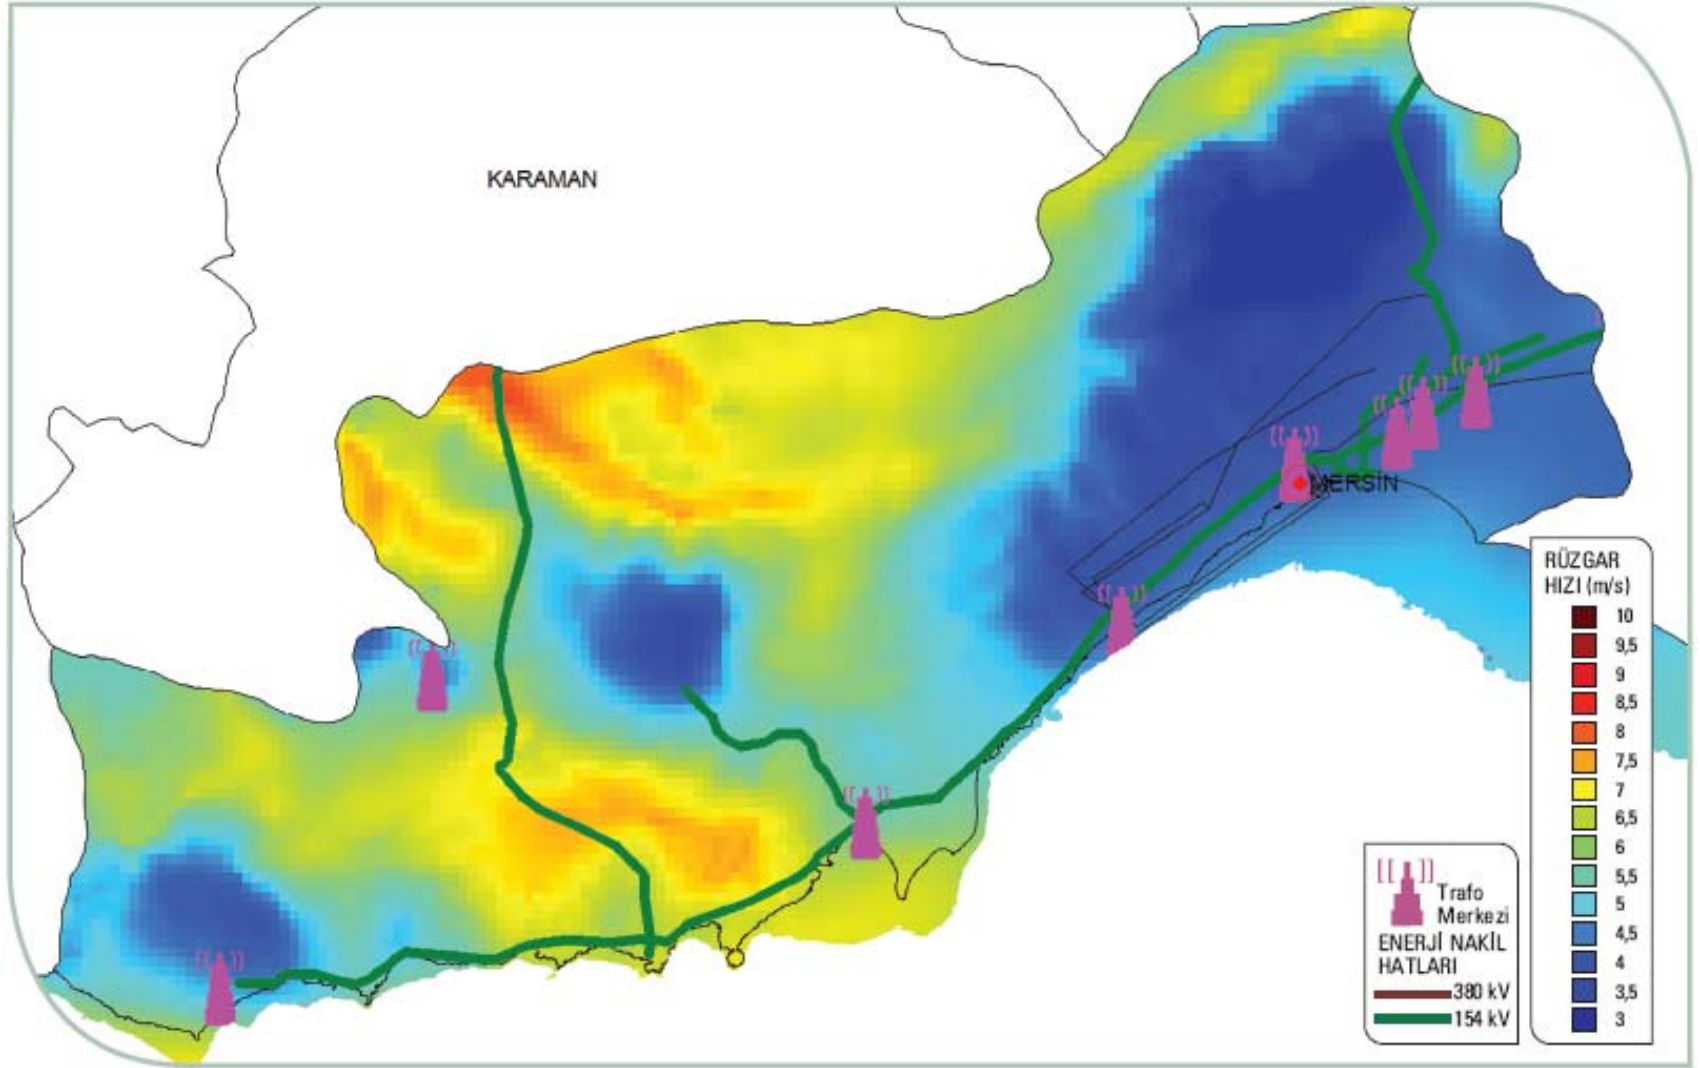 KARAMAN
MERSİN
RÜZGAR
HIZI (m/s)
10
9,5
9
8,5
8
7,5
7
6,5
6
5,5
5
4,5
4
3,5
3
Trafo
Merkezi
ENERJİ NAKİL
HATLARI
380 kV
154 kV